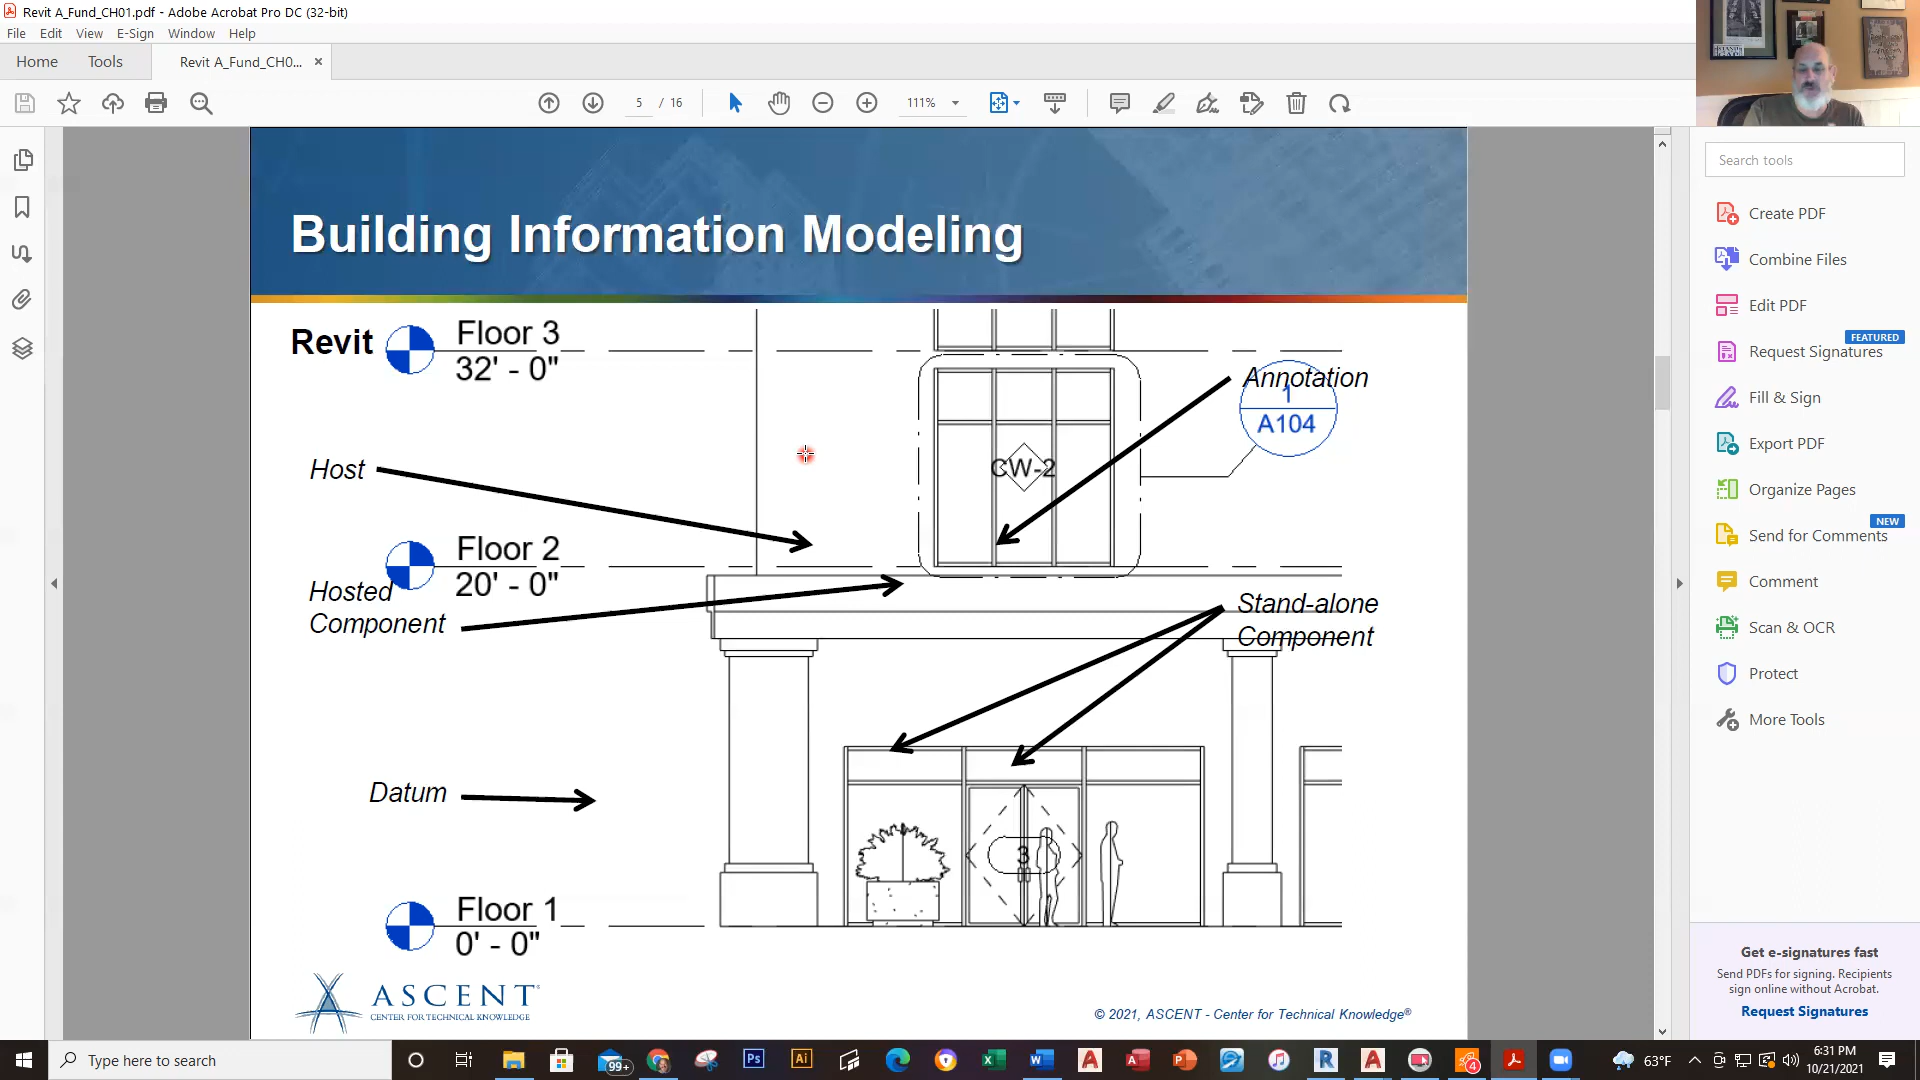 Revit A_Fund_CH01.pdf - Adobe Acrobat Pro DC (32-bit)
File Edit View E-Sign Window Help
Home Tools Revit A_Fund_CH0... ×
5 / 16 111%
Search tools
Create PDF
Combine Files
Edit PDF
FEATURED
Request Signatures
Fill & Sign
Export PDF
Organize Pages
NEW
Send for Comments
Comment
Scan & OCR
Protect
More Tools
Get e-signatures fast
Send PDFs for signing. Recipients
sign online without Acrobat.
Request Signatures
Building Information Modeling
Revit
Floor 3
32' - 0"
Annotation
1
A104
Host
CW-2
Floor 2
20' - 0"
Hosted
Component
Stand-alone
Component
Datum
3
Floor 1
0' - 0"
ASCENT
CENTER FOR TECHNICAL KNOWLEDGE
© 2021, ASCENT - Center for Technical Knowledge®
Type here to search
99+
Ps
Ai
4
63°F
6:31 PM
10/21/2021